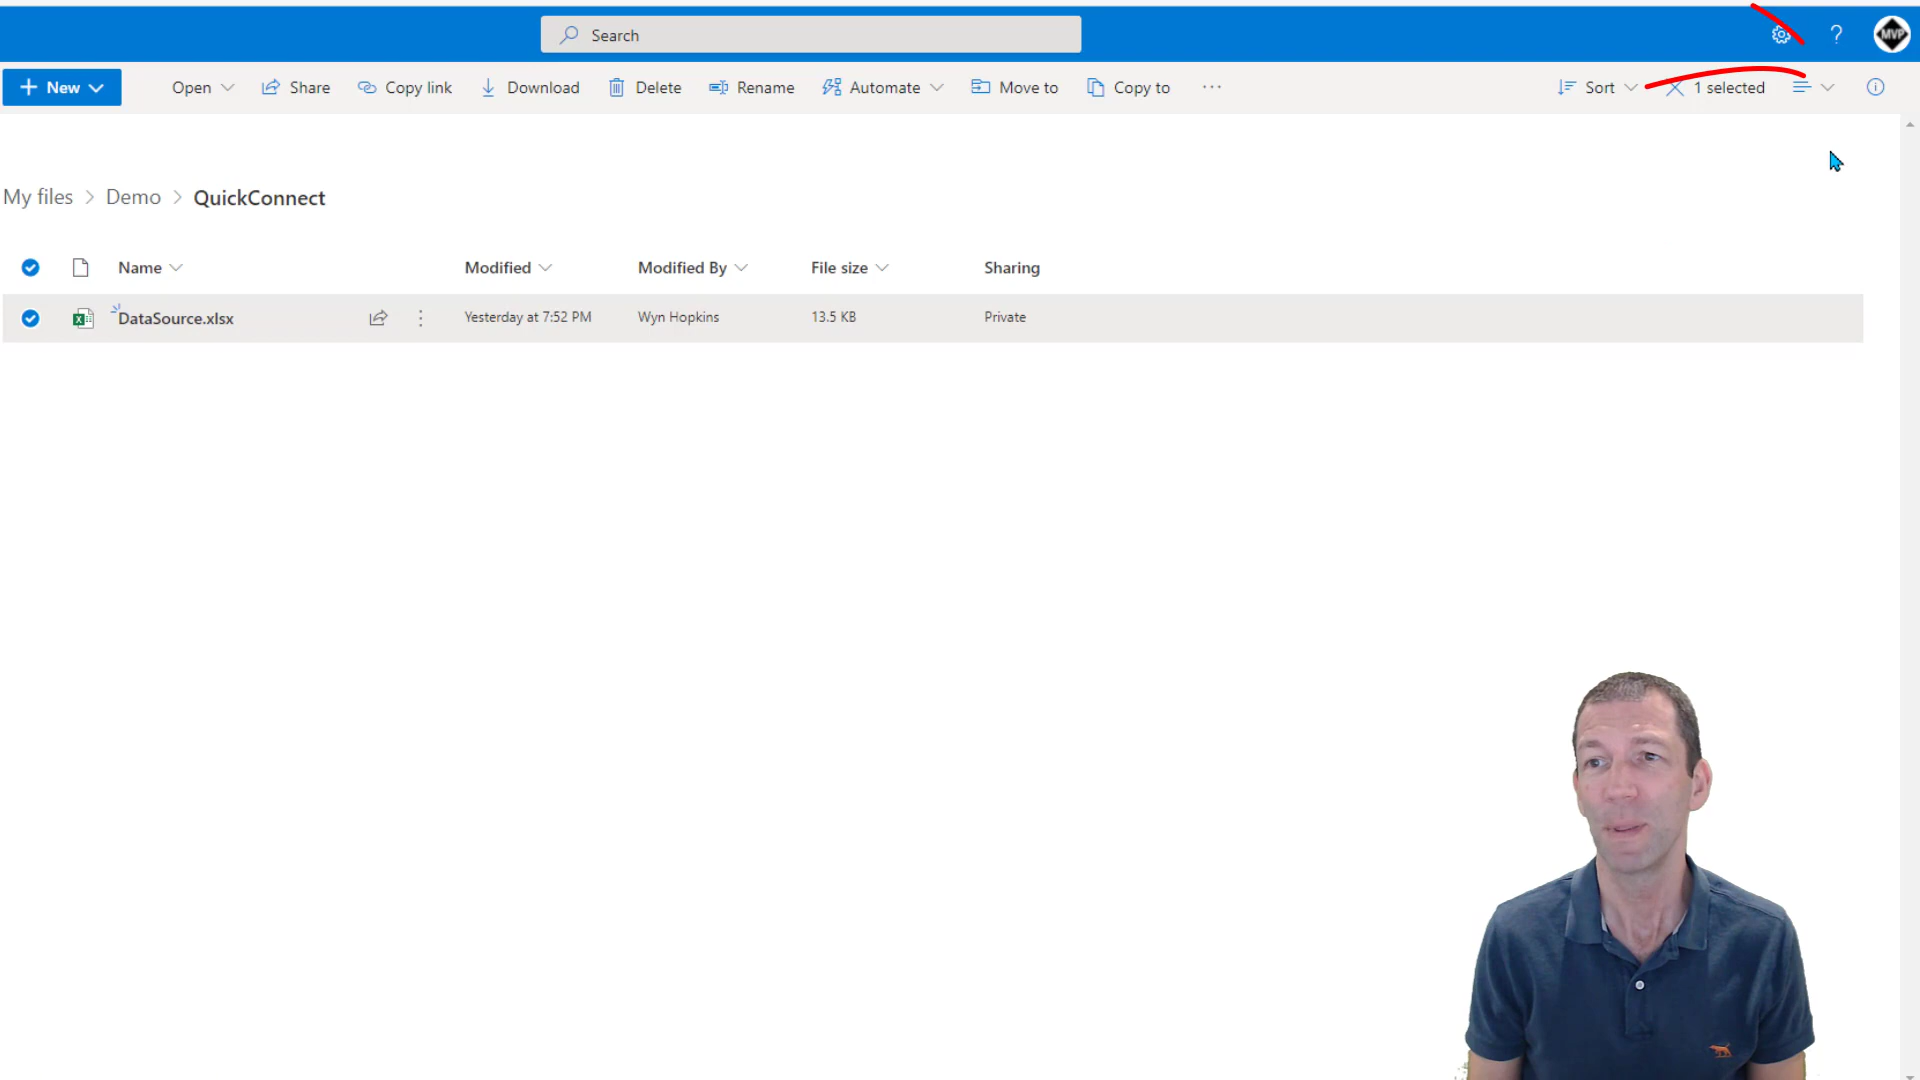 Search
MVP
New
Open
Share
Copy link
Download
Delete
Rename
Automate
Move to
Copy to
Sort
1 selected
My files > Demo > QuickConnect
Name
Modified
Modified By
File size
Sharing
DataSource.xlsx
Yesterday at 7:52 PM
Wyn Hopkins
13.5 KB
Private